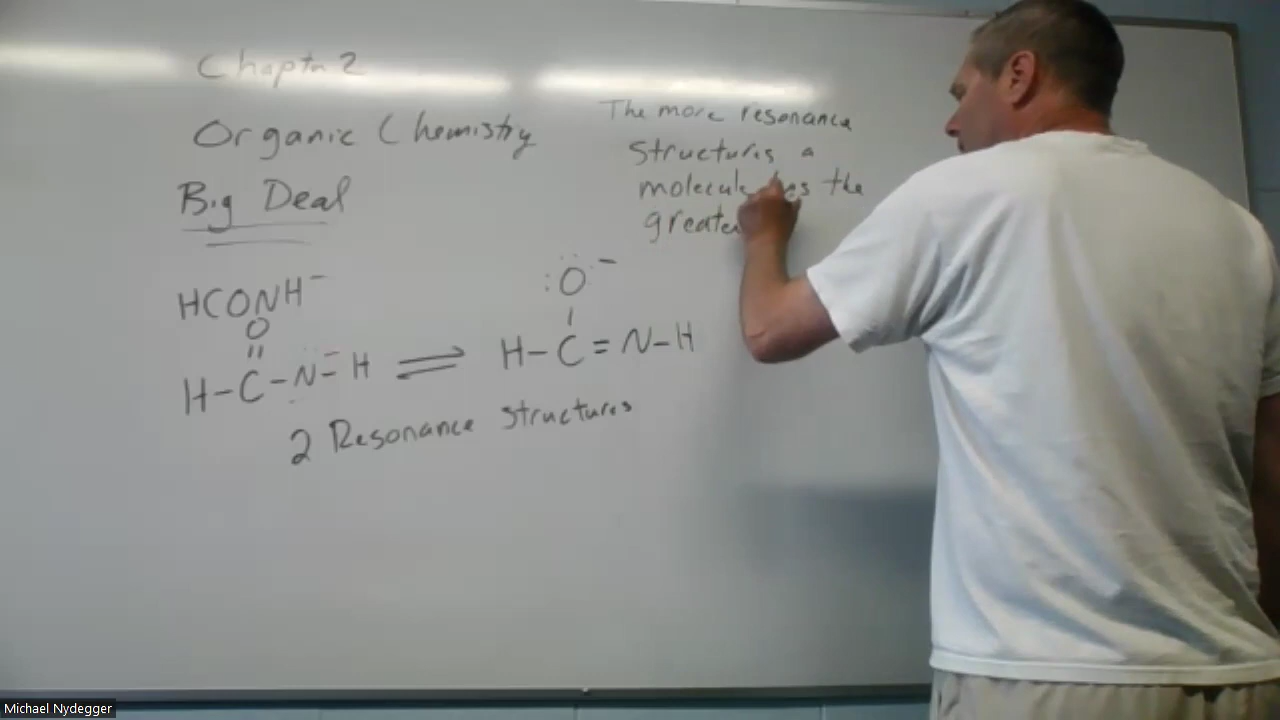 Chaptr 2
Organic Chemistry
Big Deal
HCONH⁻
O
||
H-C-N̈⁻-H ⇌
2 Resonance structures
:Ö:⁻
|
H-C=N-H
The more resonance
structures a
molecule has the
greater
Michael Nydegger